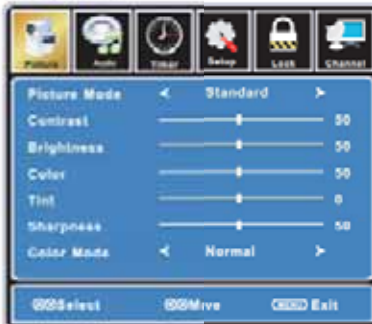 Picture Audio Timer Setup Lock Channel
Picture Mode Standard
Contrast 50
Brightness 50
Color 50
Tint 0
Sharpness 50
Color Mode Normal
Select Move MENU Exit